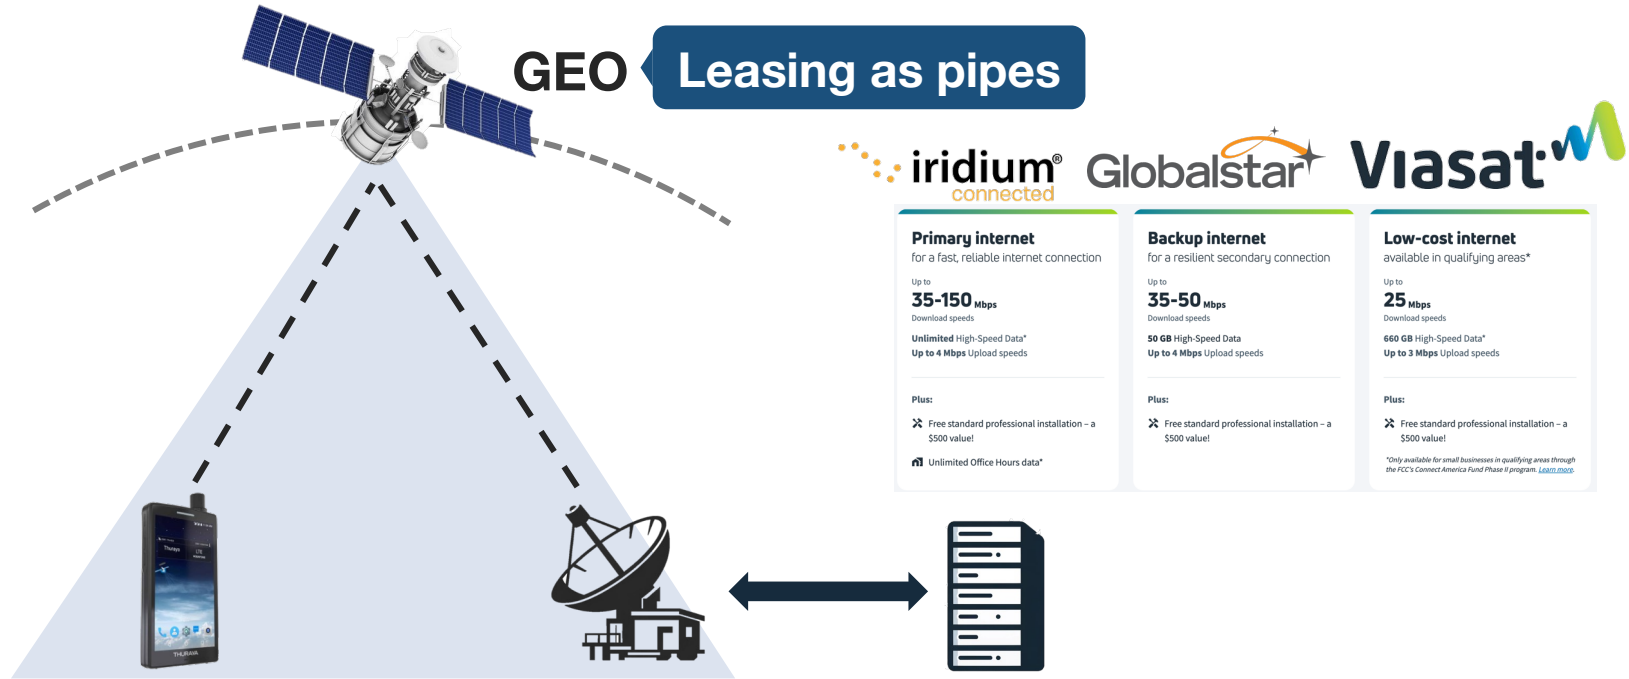 GEO
Leasing as pipes
iridium®
connected
Globalstar
Viasat
Primary internet
for a fast, reliable internet connection
Up to
35-150 Mbps
Download speeds
Unlimited High-Speed Data*
Up to 4 Mbps Upload speeds
Plus:
Free standard professional installation – a
$500 value!
Unlimited Office Hours data*
Backup internet
for a resilient secondary connection
Up to
35-50 Mbps
Download speeds
50 GB High-Speed Data
Up to 4 Mbps Upload speeds
Plus:
Free standard professional installation – a
$500 value!
Low-cost internet
available in qualifying areas*
Up to
25 Mbps
Download speeds
660 GB High-Speed Data*
Up to 3 Mbps Upload speeds
Plus:
Free standard professional installation – a
$500 value!
*Only available for small businesses in qualifying areas through
the FCC's Connect America Fund Phase II program. Learn more.
Thuraya
LTE
THURAYA